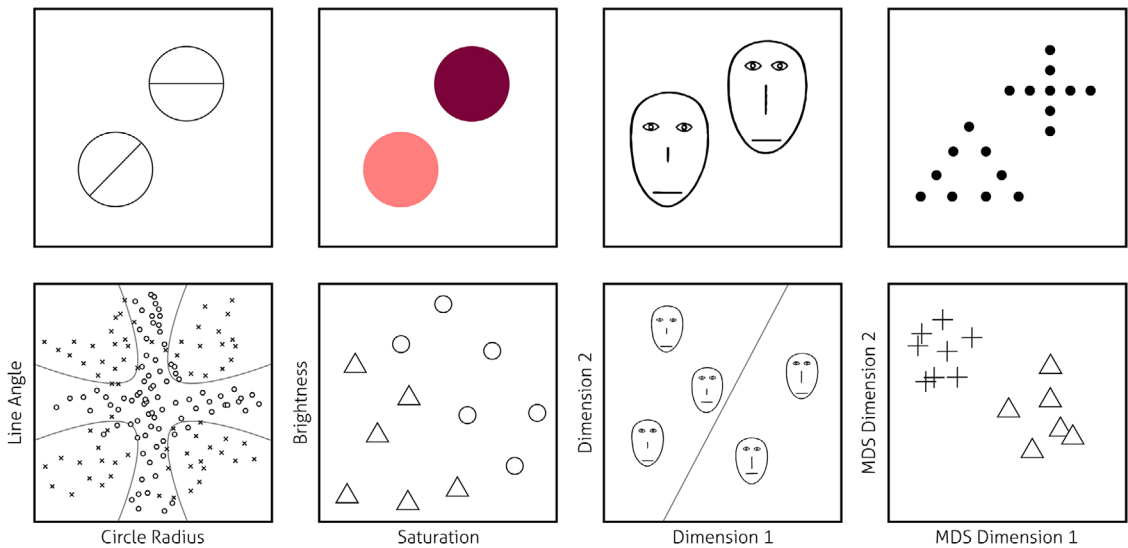 Line Angle
Circle Radius
Brightness
Saturation
Dimension 2
Dimension 1
MDS Dimension 2
MDS Dimension 1